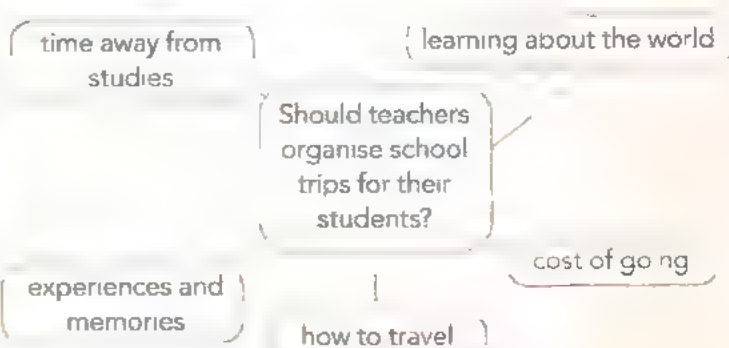 time away from
studies
learning about the world
Should teachers
organise school
trips for their
students?
cost of going
experiences and
memories
how to travel